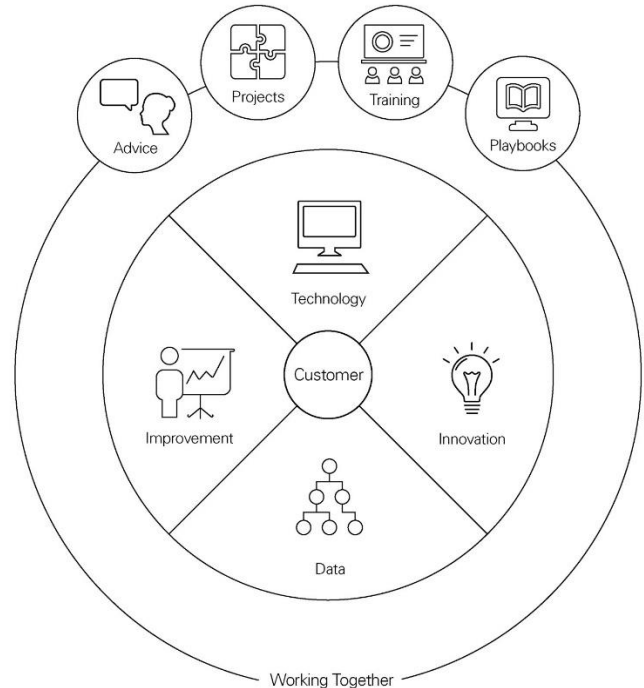 Advice
Projects
Training
Playbooks
Technology
Customer
Improvement
Innovation
Data
Working Together